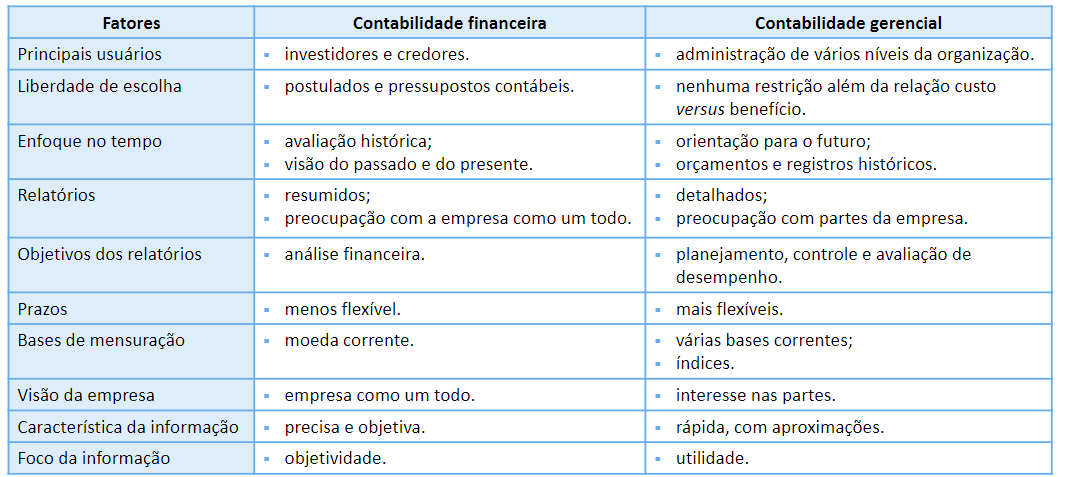 Fatores Contabilidade financeira Contabilidade gerencial
Principais usuários ▪ investidores e credores. ▪ administração de vários níveis da organização.
Liberdade de escolha ▪ postulados e pressupostos contábeis. ▪ nenhuma restrição além da relação custo
versus benefício.
Enfoque no tempo ▪ avaliação histórica; ▪ orientação para o futuro;
▪ visão do passado e do presente. ▪ orçamentos e registros históricos.
Relatórios ▪ resumidos; ▪ detalhados;
▪ preocupação com a empresa como um todo. ▪ preocupação com partes da empresa.
Objetivos dos relatórios ▪ análise financeira. ▪ planejamento, controle e avaliação de
desempenho.
Prazos ▪ menos flexível. ▪ mais flexíveis.
Bases de mensuração ▪ moeda corrente. ▪ várias bases correntes;
▪ índices.
Visão da empresa ▪ empresa como um todo. ▪ interesse nas partes.
Característica da informação ▪ precisa e objetiva. ▪ rápida, com aproximações.
Foco da informação ▪ objetividade. ▪ utilidade.